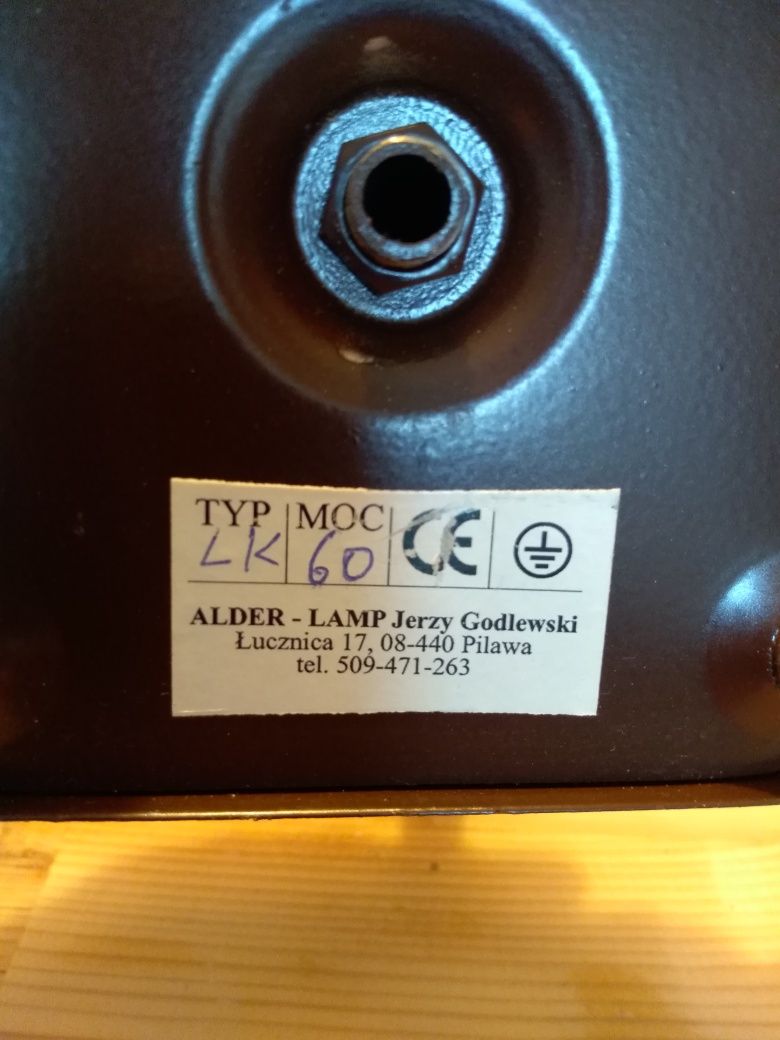 TYP MOC CE
LK 60
ALDER - LAMP Jerzy Godlewski
Łucznica 17, 08-440 Pilawa
tel. 509-471-263